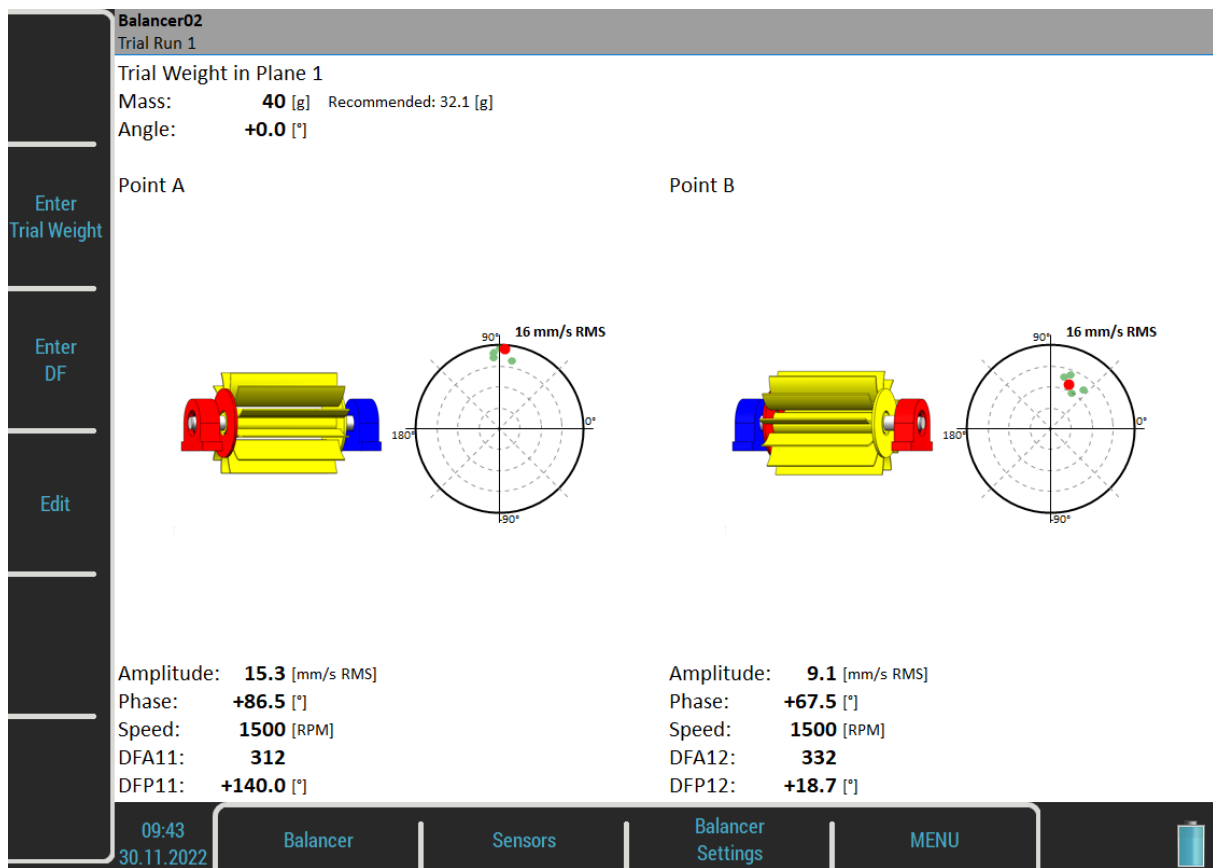 Balancer02
Trial Run 1
Trial Weight in Plane 1
Mass: 40 [g] Recommended: 32.1 [g]
Angle: +0.0 [°]
Enter
Trial Weight
Enter
DF
Edit
Point A
90° 16 mm/s RMS
0°
180°
-90°
Amplitude: 15.3 [mm/s RMS]
Phase: +86.5 [°]
Speed: 1500 [RPM]
DFA11: 312
DFP11: +140.0 [°]
Point B
90° 16 mm/s RMS
0°
180°
-90°
Amplitude: 9.1 [mm/s RMS]
Phase: +67.5 [°]
Speed: 1500 [RPM]
DFA12: 332
DFP12: +18.7 [°]
09:43
30.11.2022
Balancer
Sensors
Balancer
Settings
MENU